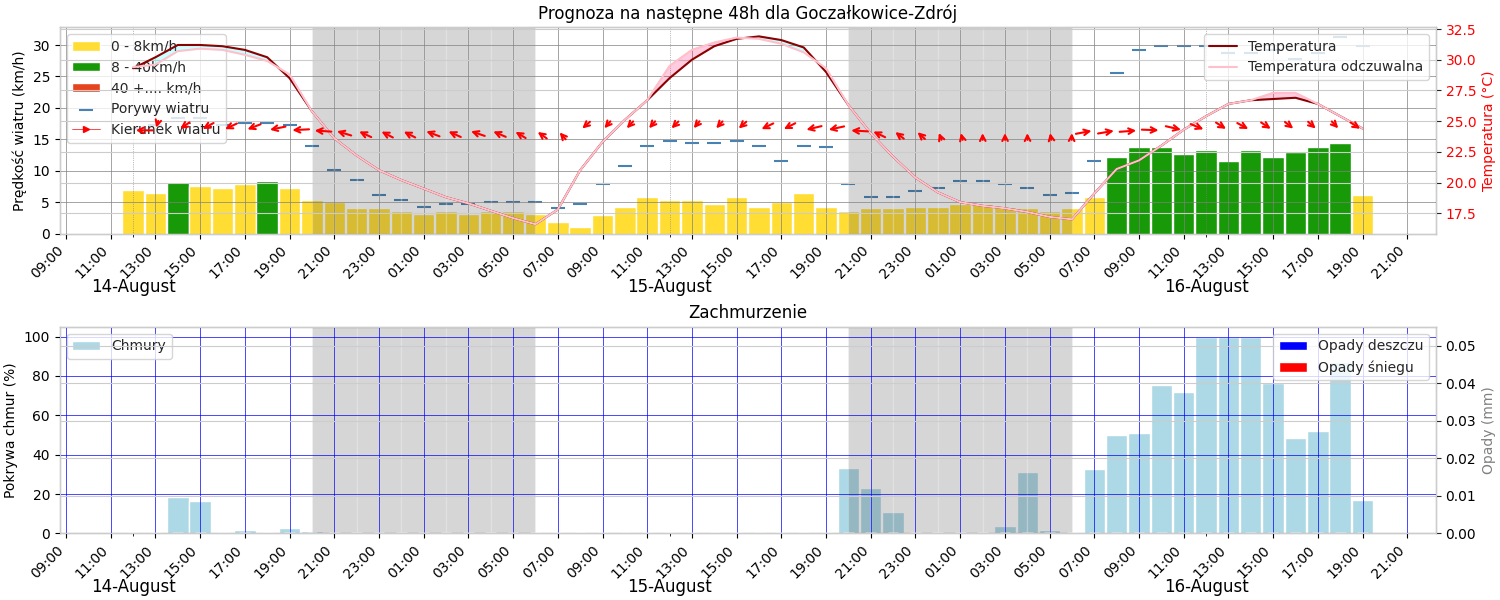 Prognoza na następne 48h dla Goczałkowice-Zdrój
Prędkość wiatru (km/h)
30
25
20
15
10
5
0
0 - 8km/h
8 - 40km/h
40 +.... km/h
Porywy wiatru
Kierunek wiatru
Temperatura
Temperatura odczuwalna
32.5
30.0
27.5
25.0
22.5
20.0
17.5
Temperatura (°C)
09:00 11:00 13:00 15:00 17:00 19:00 21:00 23:00 01:00 03:00 05:00 07:00 09:00 11:00 13:00 15:00 17:00 19:00 21:00 23:00 01:00 03:00 05:00 07:00 09:00 11:00 13:00 15:00 17:00 19:00 21:00
14-August 15-August 16-August
Zachmurzenie
Pokrywa chmur (%)
100
80
60
40
20
0
Chmury
Opady deszczu
Opady śniegu
0.05
0.04
0.03
0.02
0.01
0.00
Opady (mm)
09:00 11:00 13:00 15:00 17:00 19:00 21:00 23:00 01:00 03:00 05:00 07:00 09:00 11:00 13:00 15:00 17:00 19:00 21:00 23:00 01:00 03:00 05:00 07:00 09:00 11:00 13:00 15:00 17:00 19:00 21:00
14-August 15-August 16-August